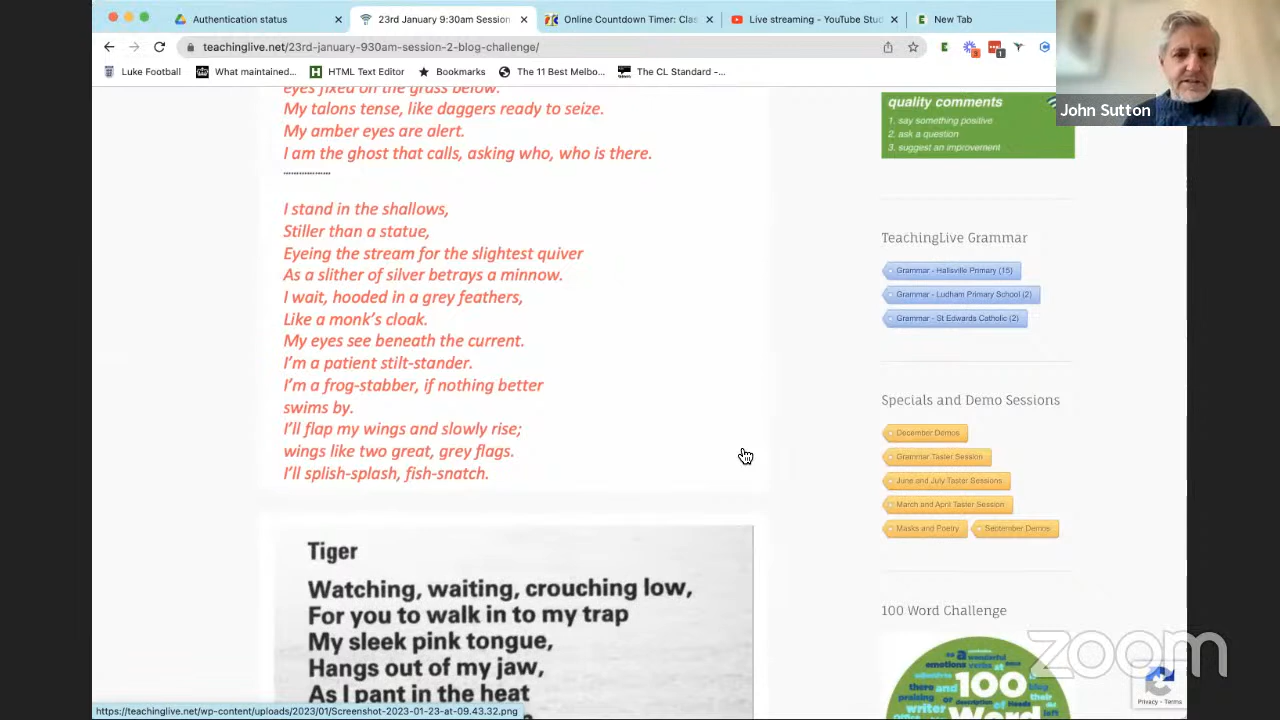 Authentication status
23rd January 9:30am Session
Online Countdown Timer: Clas
Live streaming - YouTube Stud
New Tab
teachinglive.net/23rd-january-930am-session-2-blog-challenge/
Luke Football
What maintained...
HTML Text Editor
Bookmarks
The 11 Best Melbo...
The CL Standard -...
John Sutton
eyes fixed on the grass below.
My talons tense, like daggers ready to seize.
My amber eyes are alert.
I am the ghost that calls, asking who, who is there.
..................
I stand in the shallows,
Stiller than a statue,
Eyeing the stream for the slightest quiver
As a slither of silver betrays a minnow.
I wait, hooded in a grey feathers,
Like a monk's cloak.
My eyes see beneath the current.
I'm a patient stilt-stander.
I'm a frog-stabber, if nothing better
swims by.
I'll flap my wings and slowly rise;
wings like two great, grey flags.
I'll splish-splash, fish-snatch.
Tiger
Watching, waiting, crouching low,
For you to walk in to my trap
My sleek pink tongue,
Hangs out of my jaw,
As I pant in the heat
quality comments
1. say something positive
2. ask a question
3. suggest an improvement
TeachingLive Grammar
Grammar - Hallsville Primary (15)
Grammar - Ludham Primary School (2)
Grammar - St Edwards Catholic (2)
Specials and Demo Sessions
December Demos
Grammar Taster Session
June and July Taster Sessions
March and April Taster Session
Masks and Poetry
September Demos
100 Word Challenge
100
Word
zoom
Privacy - Terms
https://teachinglive.net/wp-content/uploads/2023/01/Screenshot-2023-01-23-at-09.43.32.png